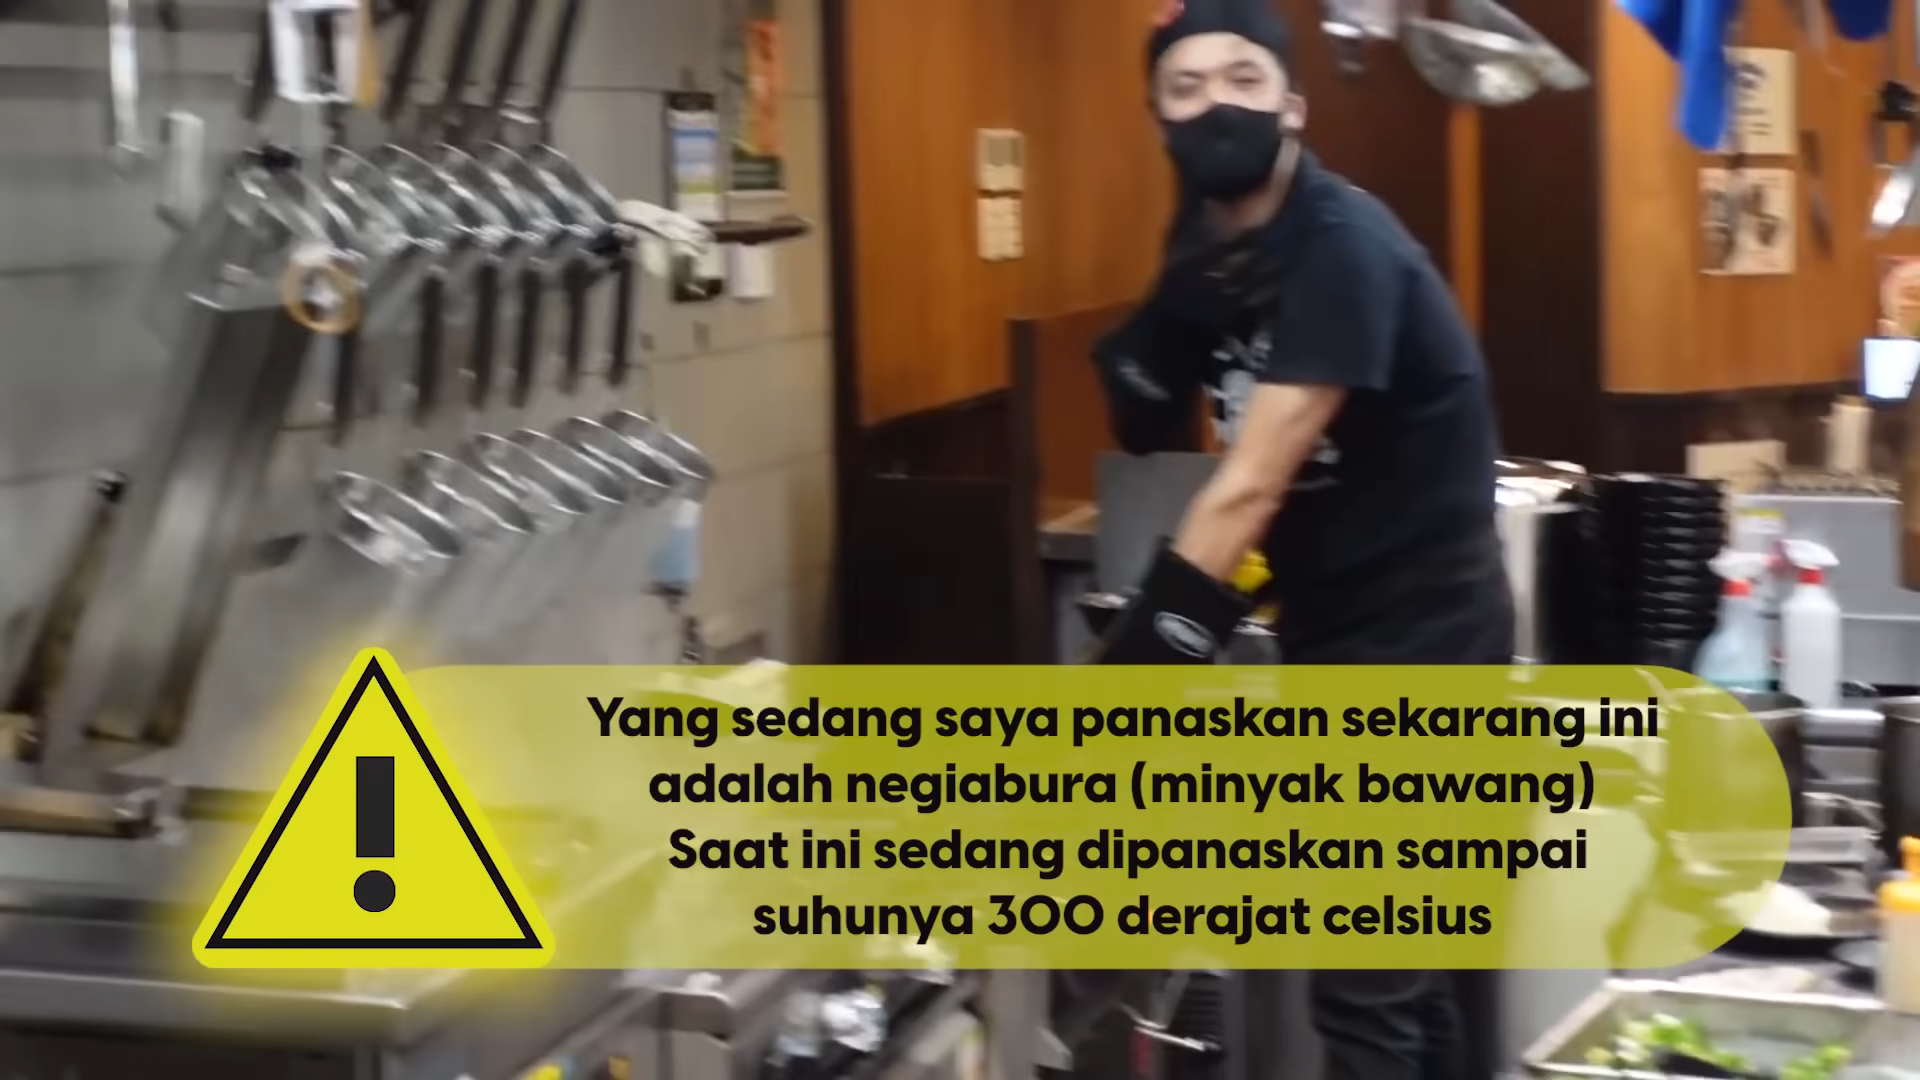 Yang sedang saya panaskan sekarang ini
adalah negiabura (minyak bawang)
Saat ini sedang dipanaskan sampai
suhunya 300 derajat celsius